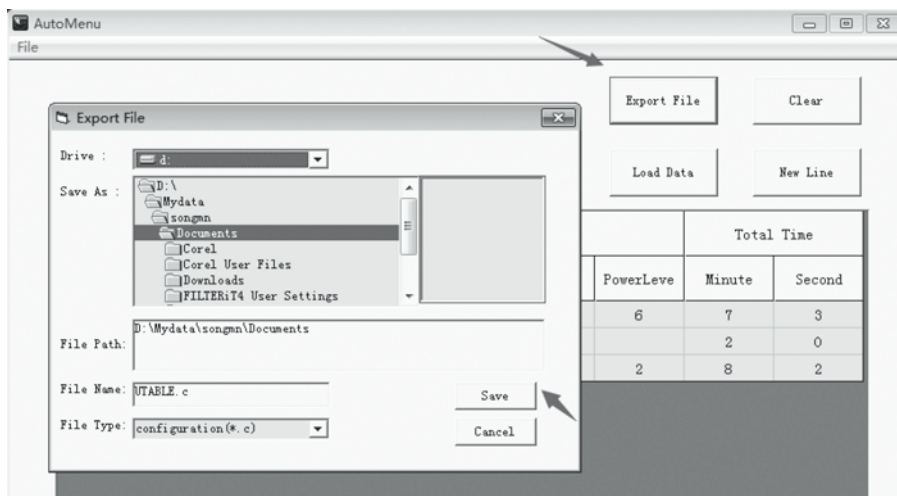 AutoMenu
File
Export File
Clear
Load Data
New Line
Total Time
PowerLeve
Minute
Second
6
7
3
2
0
2
8
2
Export File
Drive :
d:
Save As :
D:\
Mydata
songmn
Documents
Corel
Corel User Files
Downloads
FILTERiT4 User Settings
File Path:
D:\Mydata\songmn\Documents
File Name:
UTABLE.c
Save
File Type:
configuration(*.c)
Cancel